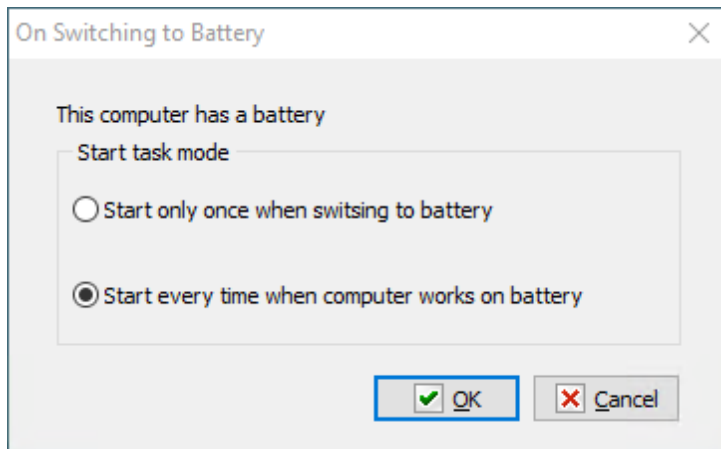 On Switching to Battery
This computer has a battery
Start task mode
Start only once when switsing to battery
Start every time when computer works on battery
OK
Cancel